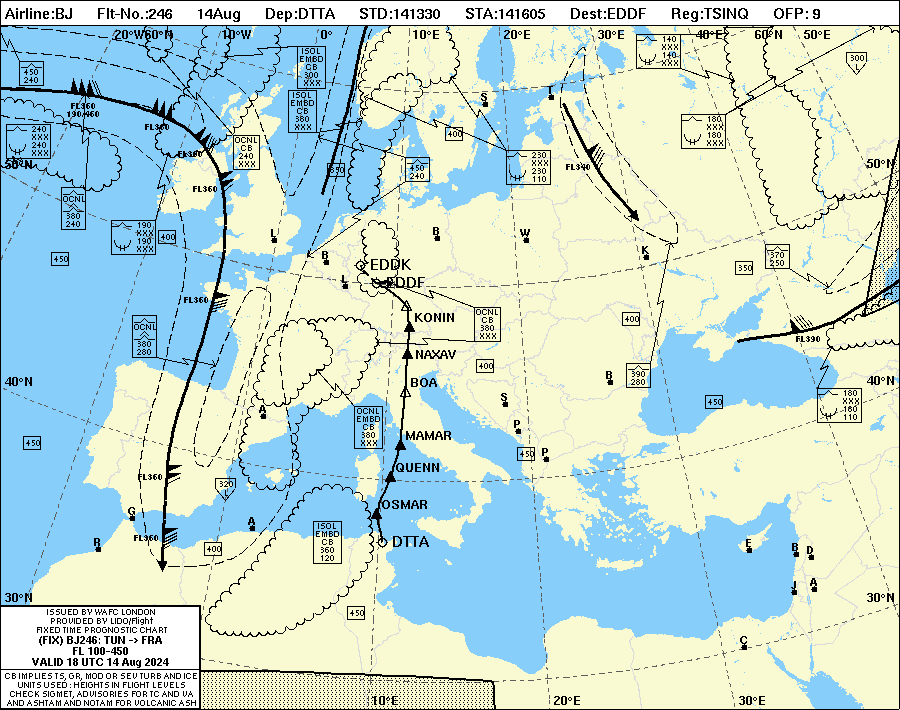 Airline:BJ Flt-No.:246 14Aug Dep:DTTA STD:141330 STA:141605 Dest:EDDF Reg:TSINQ OFP: 9
20°W60°N 10°W 0° 10°E 20°E 30°E 40°E 60°N 50°E
450
240
ISOL
EMBD
CB
300
XXX
140
XXX
140
XXX
300
L
FL360
190/460
ISOL
EMBD
CB
380
XXX
S
T
FL360
240
XXX
240
XXX
OCNL
CB
240
XXX
400
180
XXX
180
XXX
FL360
50°N
350
450
240
230
XXX
230
110
FL340
50°N
FL360
OCNL
380
240
190
XXX
190
XXX
400
L
B
W
B
K
450
EDDK
370
250
350
L
EDDF
FL360
KONIN
OCNL
CB
380
XXX
400
OCNL
380
280
FL390
NAXAV
400
40°N
BOA
B
390
280
40°N
450
A
OCNL
EMBD
CB
380
XXX
S
180
XXX
180
110
P
450
MAMAR
450
P
QUENN
FL360
320
L
OSMAR
G
A
ISOL
EMBD
CB
360
120
FL360
R
400
DTTA
E
B
D
J
A
30°N
30°N
450
C
ISSUED BY WAFC LONDON
PROVIDED BY LIDO/Flight
FIXED TIME PROGNOSTIC CHART
(FIX) BJ246: TUN -> FRA
FL 100-450
VALID 18 UTC 14 Aug 2024
CB IMPLIES TS, GR, MOD OR SEV TURB AND ICE
UNITS USED : HEIGHTS IN FLIGHT LEVELS
CHECK SIGMET, ADVISORIES FOR TC AND VA
AND ASHTAM AND NOTAM FOR VOLCANIC ASH
10°E 20°E 30°E